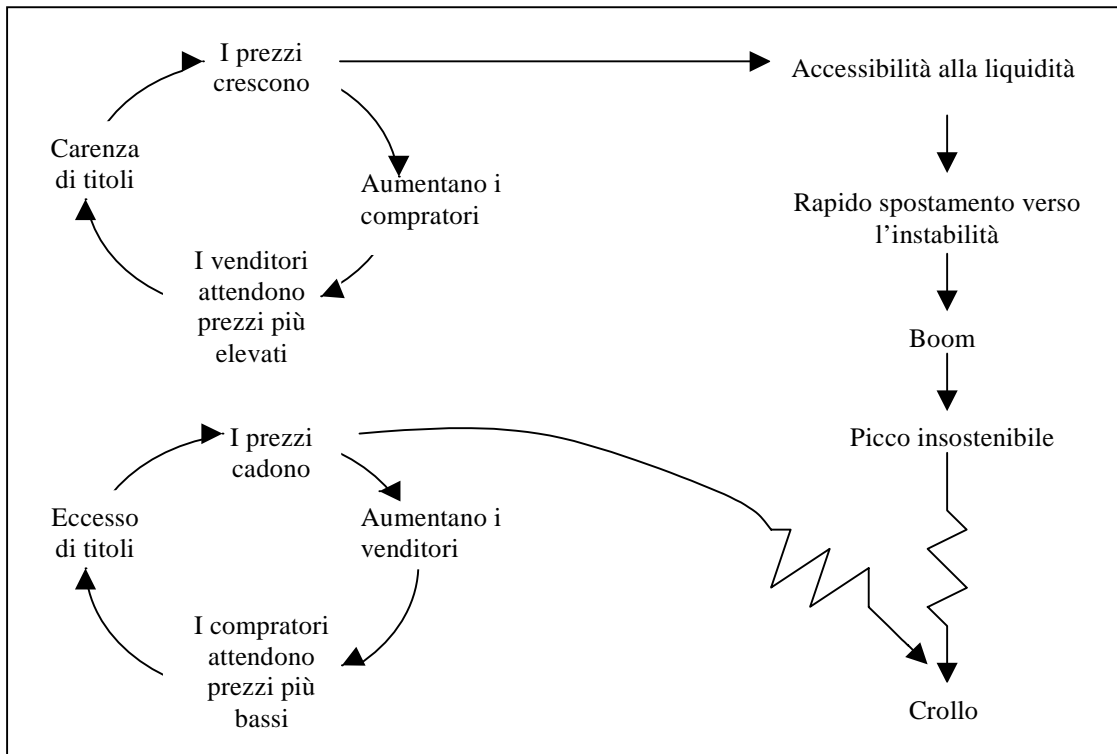 I prezzi
crescono
Accessibilità alla liquidità
Carenza
di titoli
Aumentano i
compratori
Rapido spostamento verso
l’instabilità
I venditori
attendono
prezzi più
elevati
Boom
I prezzi
cadono
Picco insostenibile
Eccesso
di titoli
Aumentano i
venditori
I compratori
attendono
prezzi più
bassi
Crollo